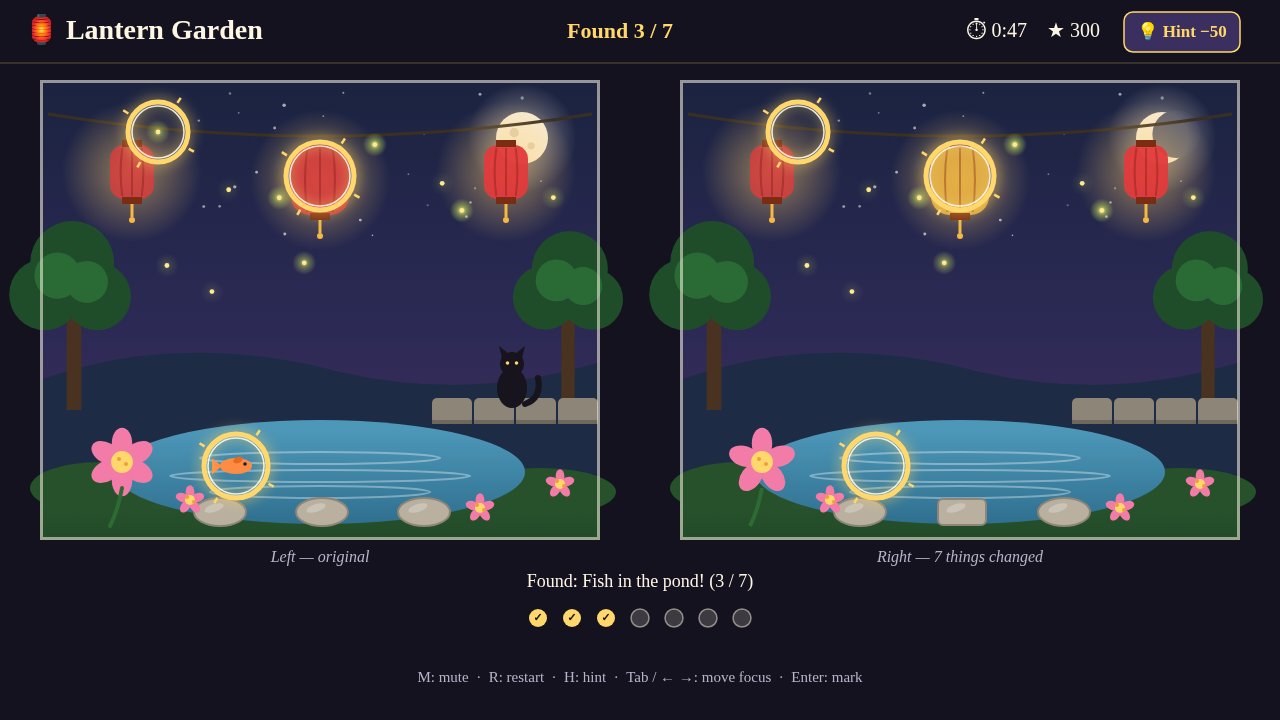 🏮 Lantern Garden
Found 3 / 7
⏱ 0:47 ★ 300
💡 Hint −50
Left — original
Right — 7 things changed
Found: Fish in the pond! (3 / 7)
✓ ✓ ✓
M: mute · R: restart · H: hint · Tab / ← →: move focus · Enter: mark